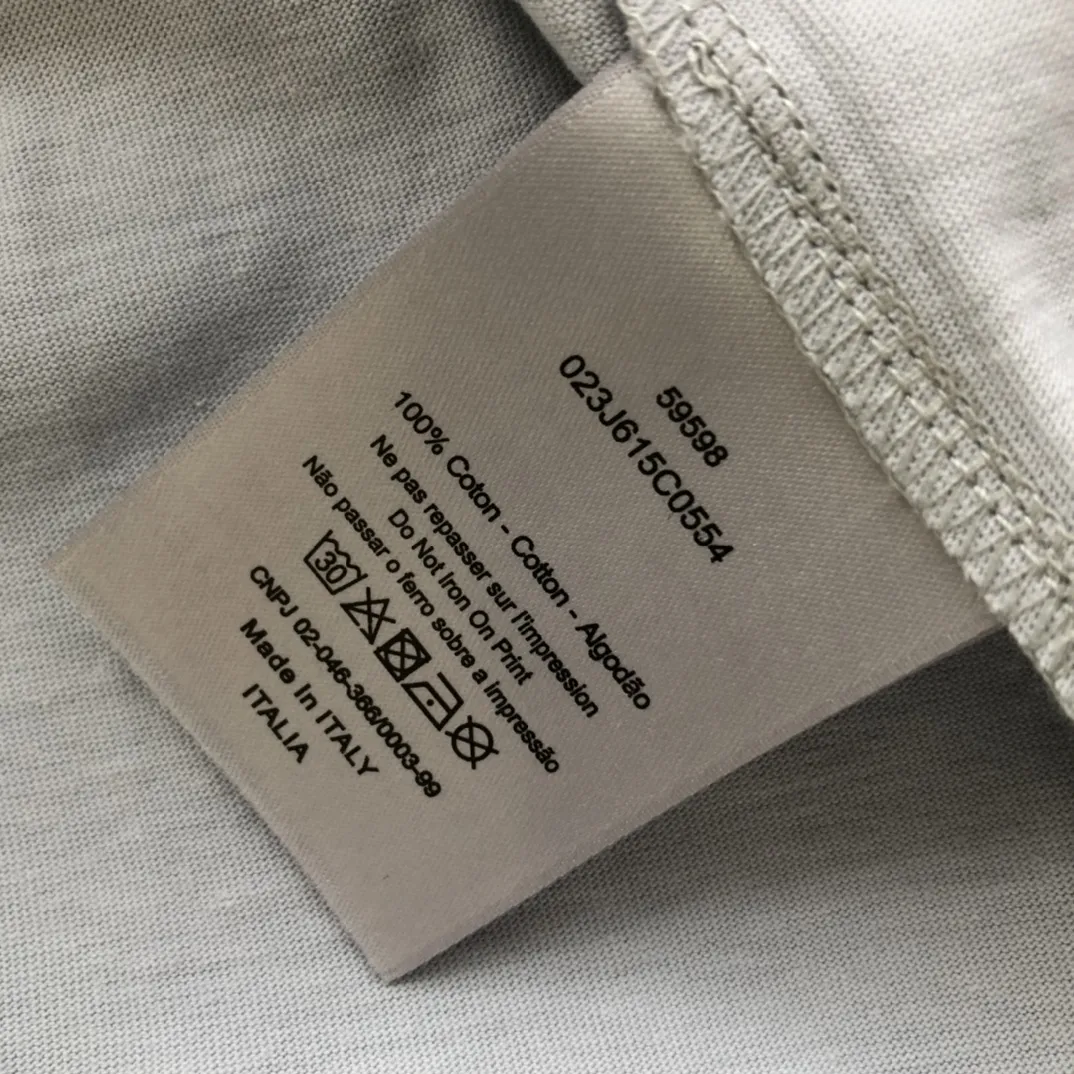 59598
023J615C0554
100% Coton - Cotton - Algodão
Ne pas repasser sur l'impression
Do Not Iron On Print
Não passar o ferro sobre a impressão
30
CNPJ 02-046-366/0003-99
Made In ITALY
ITALIA